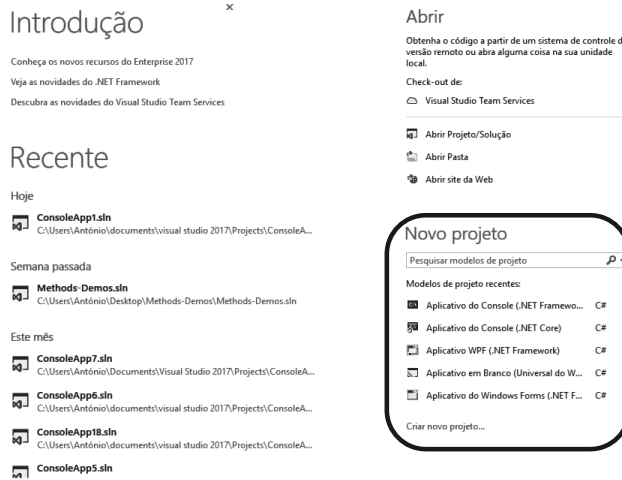 Introdução
Conheça os novos recursos do Enterprise 2017
Veja as novidades do .NET Framework
Descubra as novidades do Visual Studio Team Services
Recente
Hoje
ConsoleApp1.sln
C:\Users\António\documents\visual studio 2017\Projects\ConsoleA...
Semana passada
Methods-Demos.sln
C:\Users\António\Desktop\Methods-Demos\Methods-Demos.sln
Este mês
ConsoleApp7.sln
C:\Users\António\Documents\Visual Studio 2017\Projects\ConsoleA...
ConsoleApp6.sln
C:\Users\António\documents\visual studio 2017\Projects\ConsoleA...
ConsoleApp18.sln
C:\Users\António\documents\visual studio 2017\Projects\ConsoleA...
ConsoleApp5.sln
Abrir
Obtenha o código a partir de um sistema de controle d
versão remoto ou abra alguma coisa na sua unidade
local.
Check-out de:
Visual Studio Team Services
Abrir Projeto/Solução
Abrir Pasta
Abrir site da Web
Novo projeto
Pesquisar modelos de projeto
Modelos de projeto recentes:
Aplicativo do Console (.NET Framewo... C#
Aplicativo do Console (.NET Core) C#
Aplicativo WPF (.NET Framework) C#
Aplicativo em Branco (Universal do W... C#
Aplicativo do Windows Forms (.NET F... C#
Criar novo projeto...